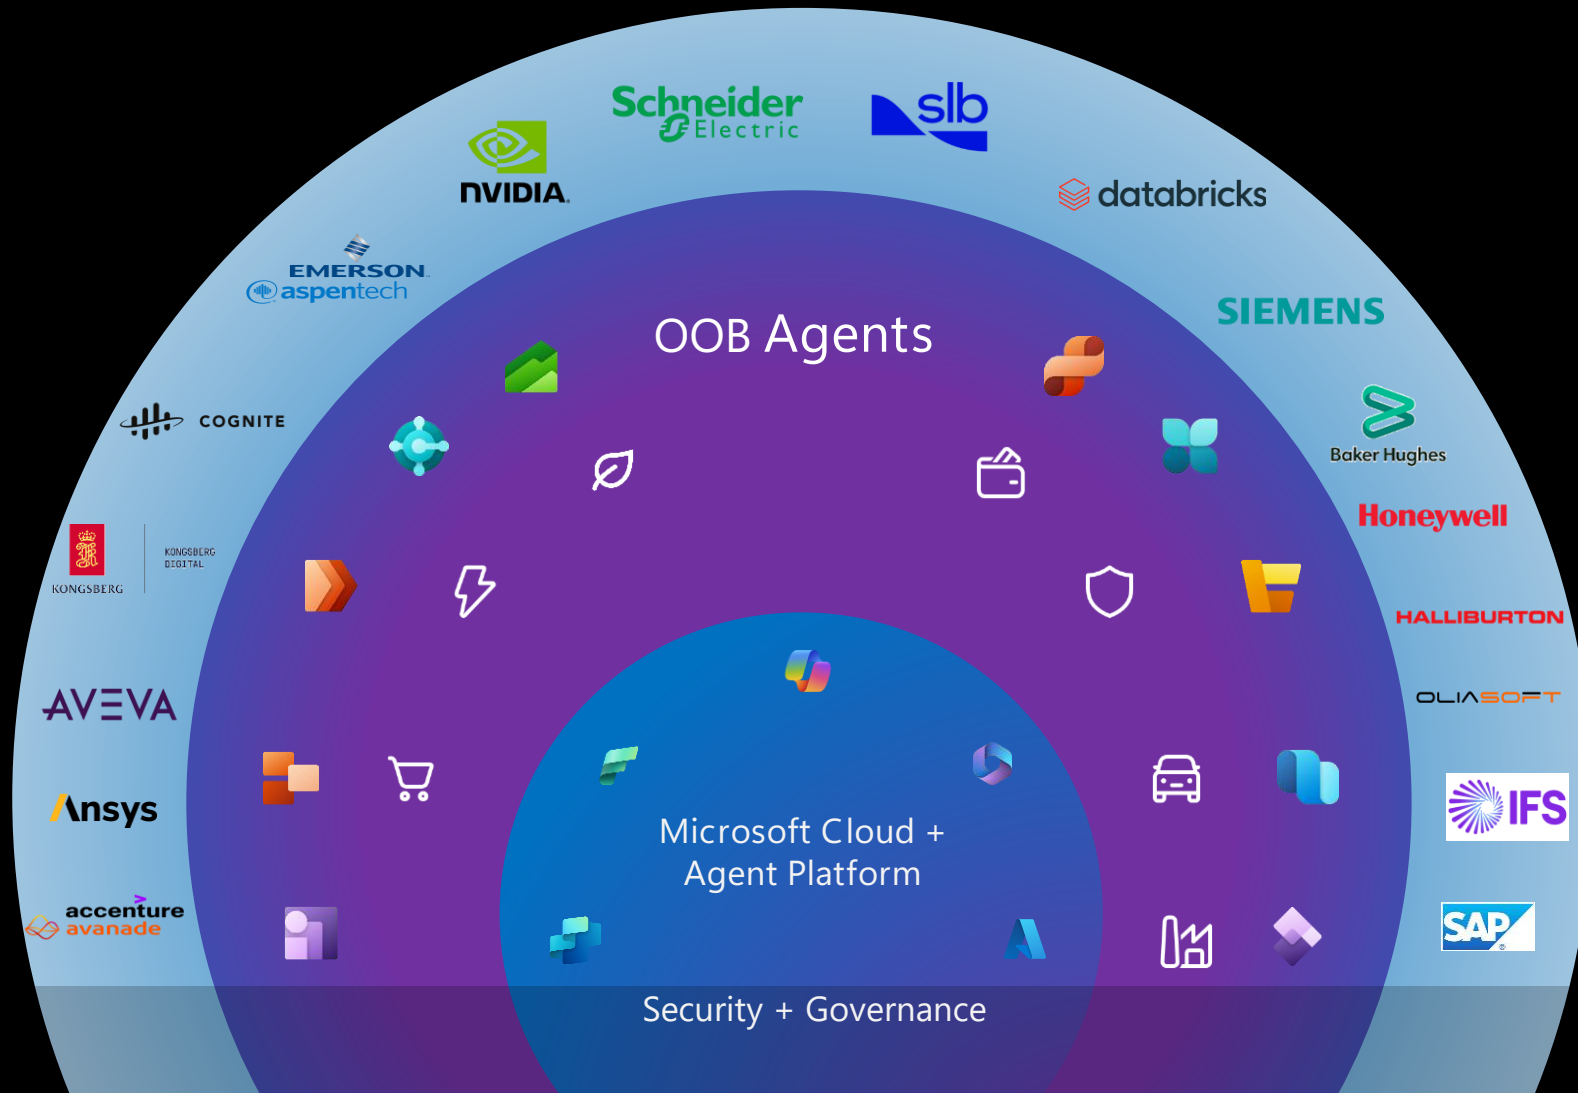 Schneider
Electric
slb
NVIDIA.
databricks
EMERSON
aspentech
SIEMENS
OOB Agents
COGNITE
Baker Hughes
Honeywell
KONGSBERG
KONGSBERG
DIGITAL
HALLIBURTON
AVEVA
OLIASOFT
Ansys
IFS
Microsoft Cloud +
Agent Platform
accenture
avanade
SAP
Security + Governance